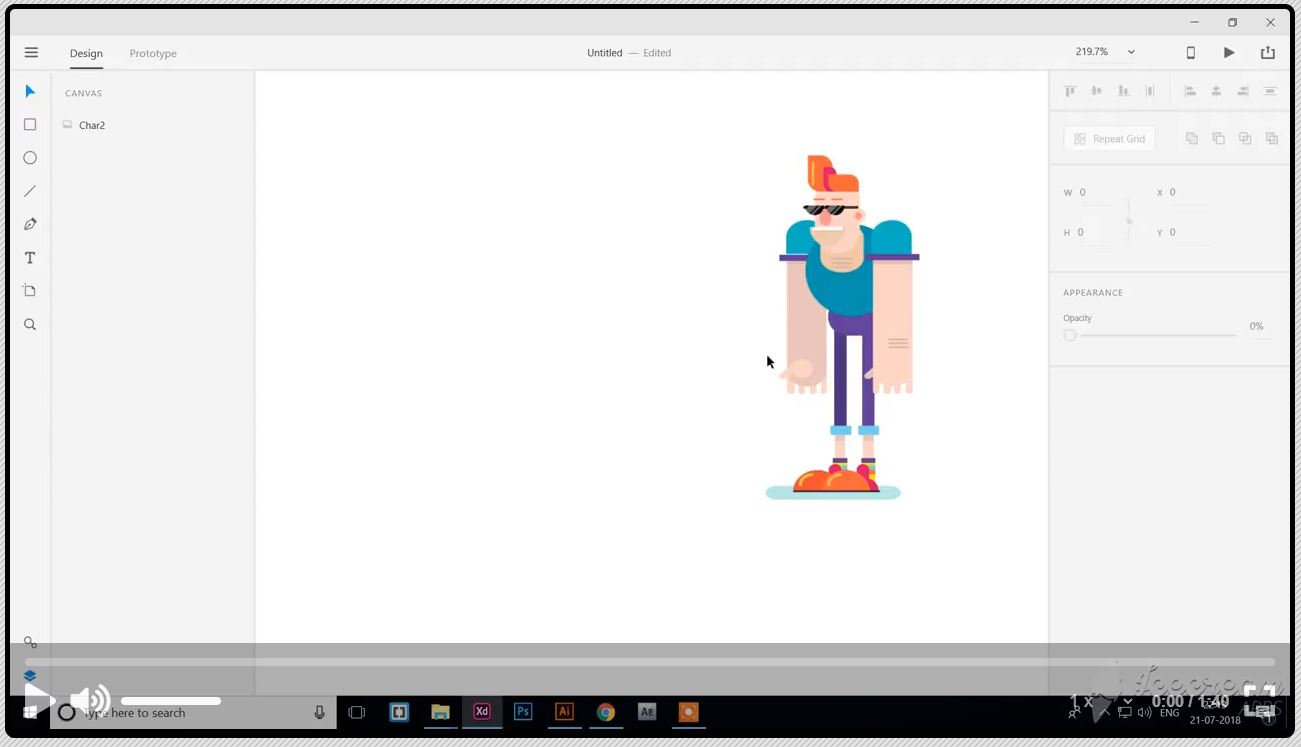 Design Prototype Untitled — Edited 219.7%
CANVAS
Char2
Repeat Grid
W 0 X 0
H 0 Y 0
APPEARANCE
Opacity
0%
T
Type here to search
Xd Ps Ai Ae
1 x 0:00 / 1:40
ENG
21-07-2018